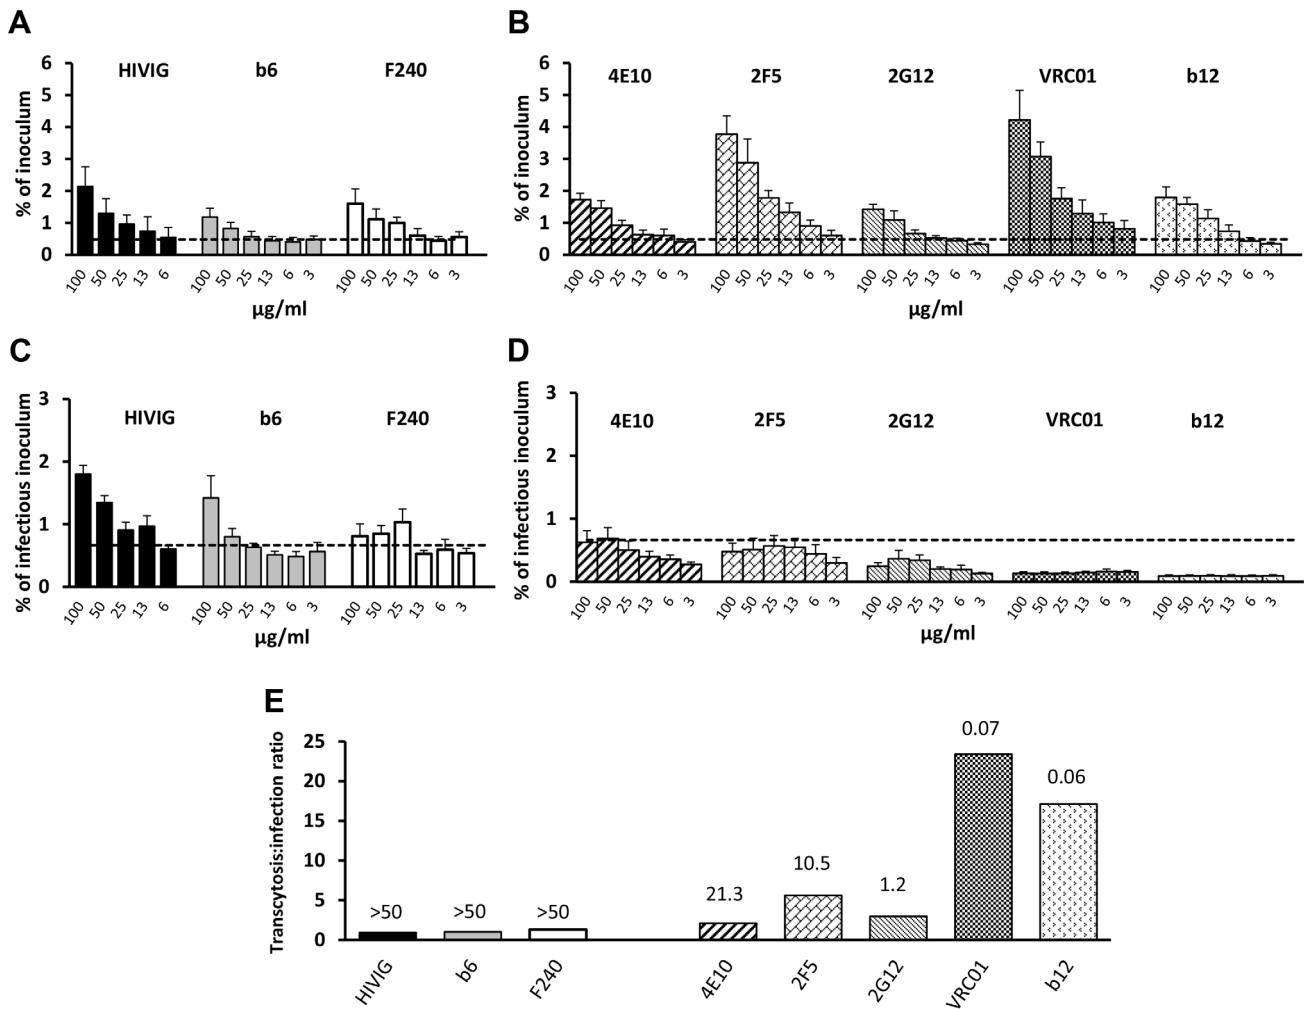 A
% of inoculum
6
5
4
3
2
1
0
HIVIG b6 F240
100 50 25 13 6 100 50 25 13 6 3 100 50 25 13 6 3
µg/ml
B
% of inoculum
6
5
4
3
2
1
0
4E10 2F5 2G12 VRC01 b12
100 50 25 13 6 3 100 50 25 13 6 3 100 50 25 13 6 3 100 50 25 13 6 3 100 50 25 13 6 3
µg/ml
C
% of infectious inoculum
3
2
1
0
HIVIG b6 F240
100 50 25 13 6 100 50 25 13 6 3 100 50 25 13 6 3
µg/ml
D
% of infectious inoculum
3
2
1
0
4E10 2F5 2G12 VRC01 b12
100 50 25 13 6 3 100 50 25 13 6 3 100 50 25 13 6 3 100 50 25 13 6 3 100 50 25 13 6 3
µg/ml
E
Transcytosis:infection ratio
25
20
15
10
5
0
>50 >50 >50 21.3 10.5 1.2 0.07 0.06
HIVIG b6 F240 4E10 2F5 2G12 VRC01 b12